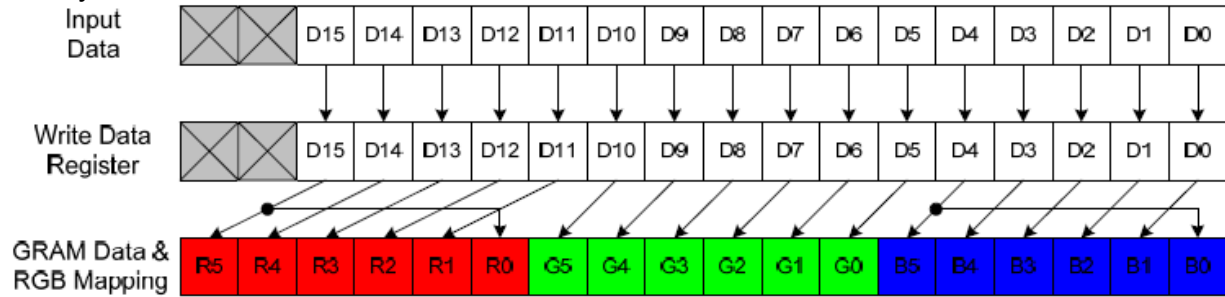 Input
Data
D15 D14 D13 D12 D11 D10 D9 D8 D7 D6 D5 D4 D3 D2 D1 D0
Write Data
Register
D15 D14 D13 D12 D11 D10 D9 D8 D7 D6 D5 D4 D3 D2 D1 D0
GRAM Data &
RGB Mapping
R5 R4 R3 R2 R1 R0 G5 G4 G3 G2 G1 G0 B5 B4 B3 B2 B1 B0